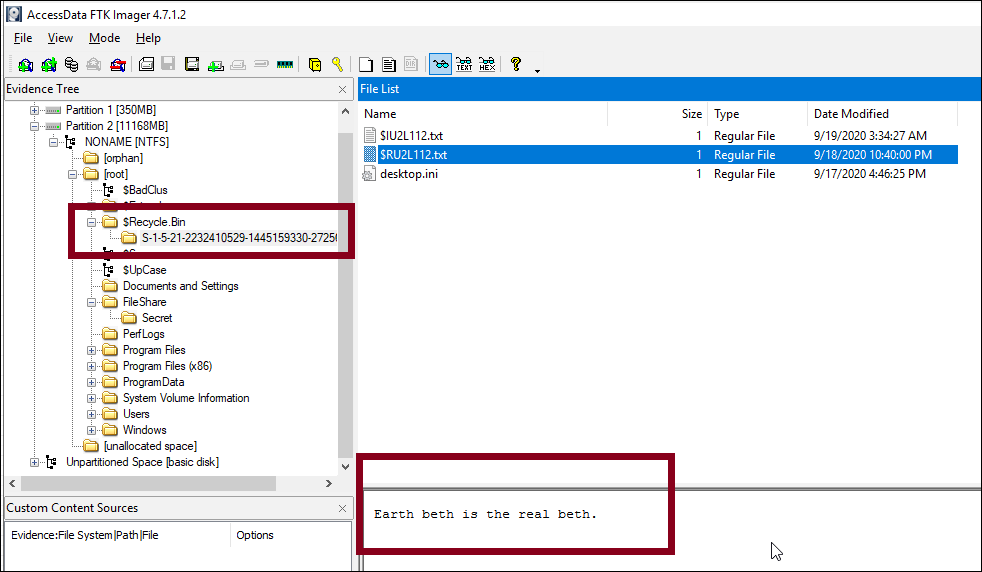 AccessData FTK Imager 4.7.1.2
File View Mode Help
Evidence Tree
Partition 1 [350MB]
Partition 2 [11168MB]
NONAME [NTFS]
[orphan]
[root]
$BadClus
$Recycle.Bin
S-1-5-21-2232410529-1445159330-2725
$UpCase
Documents and Settings
FileShare
Secret
PerfLogs
Program Files
Program Files (x86)
ProgramData
System Volume Information
Users
Windows
[unallocated space]
Unpartitioned Space [basic disk]
Custom Content Sources
Evidence:File System|Path|File Options
File List
Name Size Type Date Modified
$IU2L112.txt 1 Regular File 9/19/2020 3:34:27 AM
$RU2L112.txt 1 Regular File 9/18/2020 10:40:00 PM
desktop.ini 1 Regular File 9/17/2020 4:46:25 PM
Earth beth is the real beth.